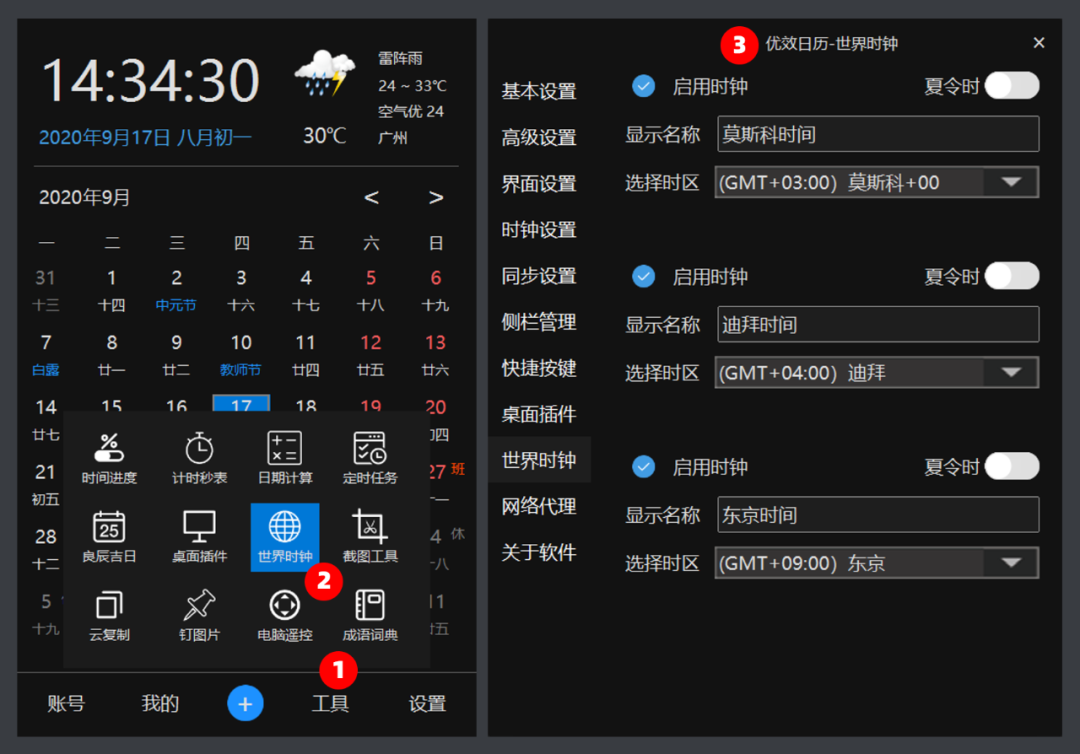 14:34:30
雷阵雨
24 ~ 33℃
空气优 24
2020年9月17日 八月初一
30℃
广州
2020年9月
<
>
一 二 三 四 五 六 日
31 1 2 3 4 5 6
十三 十四 中元节 十六 十七 十八 十九
7 8 9 10 11 12 13
白露 廿一 廿二 教师节 廿四 廿五 廿六
14 15 16 17 18 19 20
廿七
时间进度 计时秒表 日期计算 定时任务
21
27 班
初五
25
良辰吉日 桌面插件 世界时钟 截图工具
28
休
十二
2
5
云复制 钉图片 电脑遥控 成语词典
十九
1
账号 我的 + 工具 设置
3 优效日历-世界时钟 ×
基本设置
高级设置
界面设置
时钟设置
同步设置
侧栏管理
快捷按键
桌面插件
世界时钟
网络代理
关于软件
启用时钟 夏令时
显示名称 莫斯科时间
选择时区 (GMT+03:00) 莫斯科+00
启用时钟 夏令时
显示名称 迪拜时间
选择时区 (GMT+04:00) 迪拜
启用时钟 夏令时
显示名称 东京时间
选择时区 (GMT+09:00) 东京